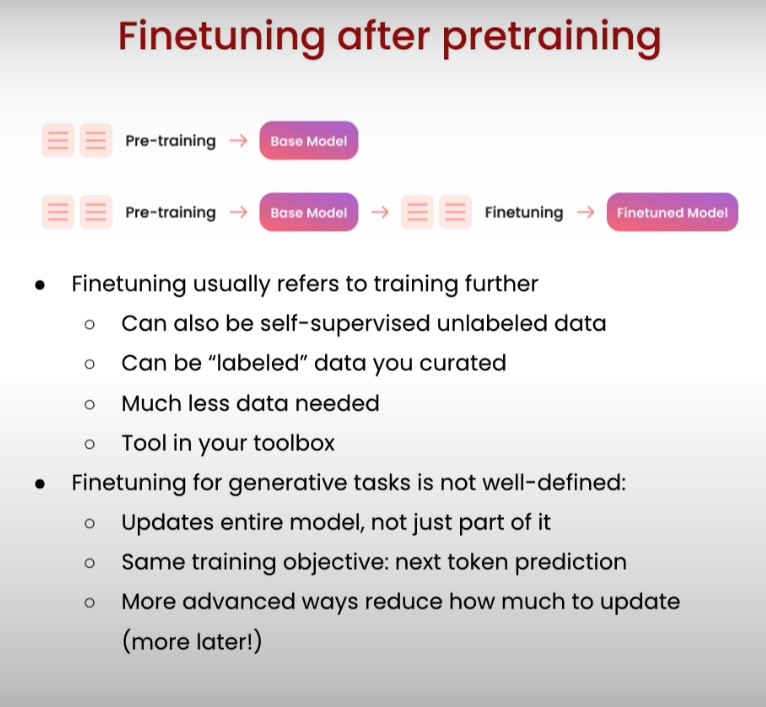 Finetuning after pretraining
Pre-training → Base Model
Pre-training → Base Model → Finetuning → Finetuned Model
● Finetuning usually refers to training further
○ Can also be self-supervised unlabeled data
○ Can be “labeled” data you curated
○ Much less data needed
○ Tool in your toolbox
● Finetuning for generative tasks is not well-defined:
○ Updates entire model, not just part of it
○ Same training objective: next token prediction
○ More advanced ways reduce how much to update
(more later!)